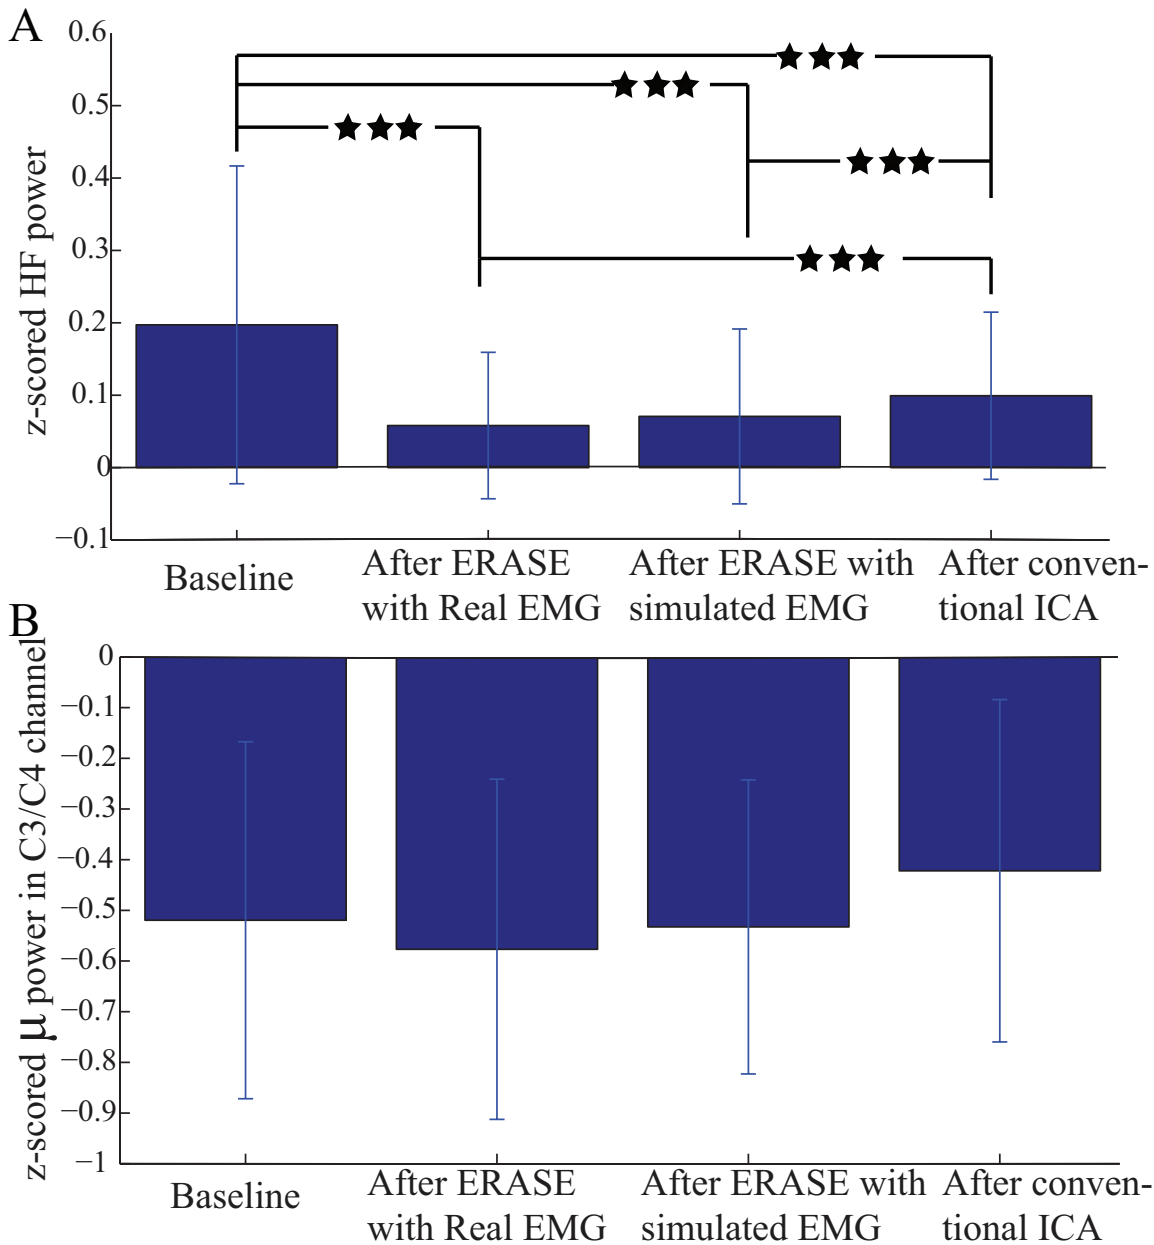 A
0.6
0.5
0.4
0.3
0.2
0.1
0
−0.1
z-scored HF power
Baseline
After ERASE
with Real EMG
After ERASE with
simulated EMG
After conven-
tional ICA
B
0
−0.1
−0.2
−0.3
−0.4
−0.5
−0.6
−0.7
−0.8
−0.9
−1
z-scored μ power in C3/C4 channel
Baseline
After ERASE
with Real EMG
After ERASE with
simulated EMG
After conven-
tional ICA